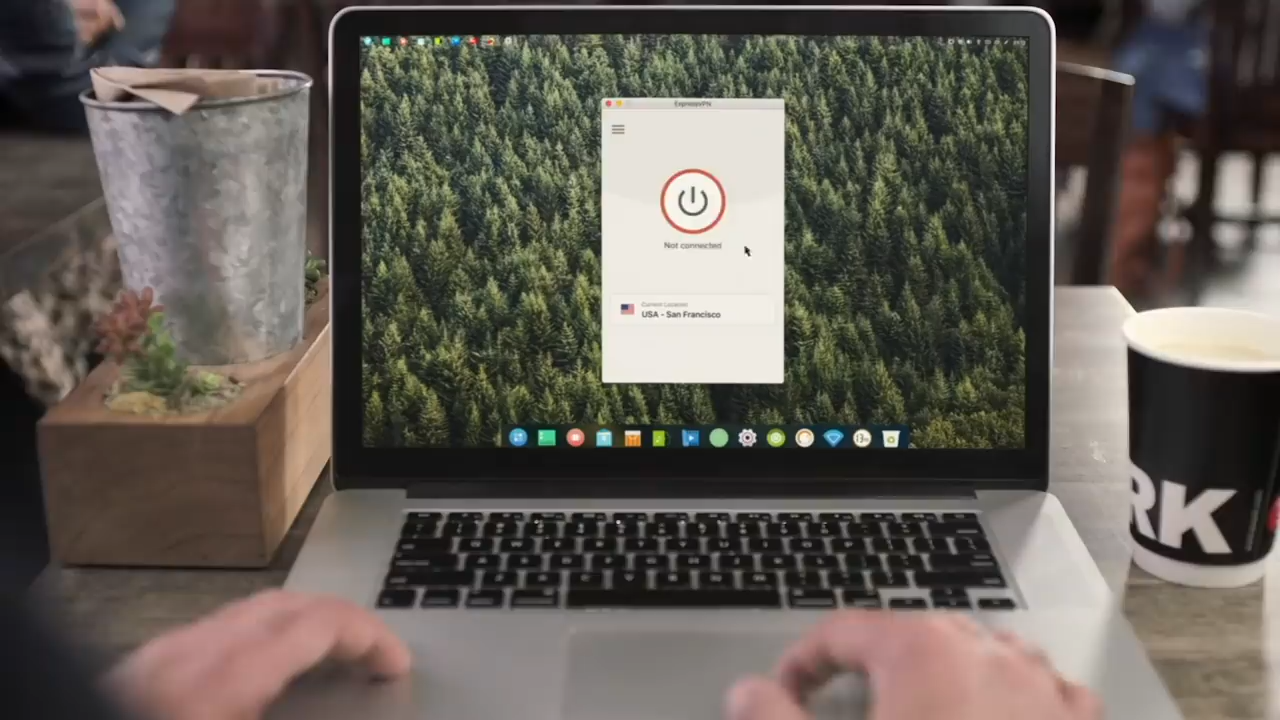 ExpressVPN
Not connected
Current Location
USA - San Francisco
RK